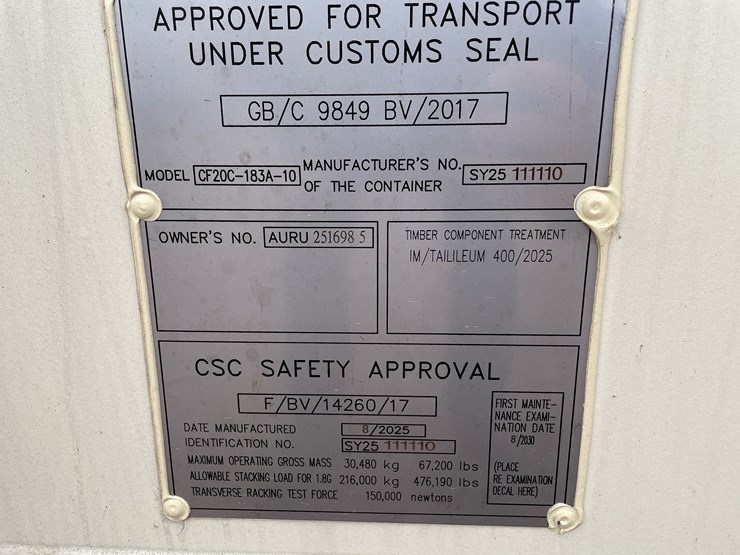 APPROVED FOR TRANSPORT
UNDER CUSTOMS SEAL
GB/C 9849 BV/2017
MODEL CF20C-183A-10 MANUFACTURER'S NO. OF THE CONTAINER SY25 111110
OWNER'S NO. AURU 251698 5
TIMBER COMPONENT TREATMENT
IM/TAILILEUM 400/2025
CSC SAFETY APPROVAL
F/BV/14260/17
DATE MANUFACTURED 8/2025
IDENTIFICATION NO. SY25 111110
MAXIMUM OPERATING GROSS MASS 30,480 kg 67,200 lbs
ALLOWABLE STACKING LOAD FOR 1.8G 216,000 kg 476,190 lbs
TRANSVERSE RACKING TEST FORCE 150,000 newtons
FIRST MAINTE-
NANCE EXAMI-
NATION DATE
8/2030
(PLACE
RE EXAMINATION
DECAL HERE)